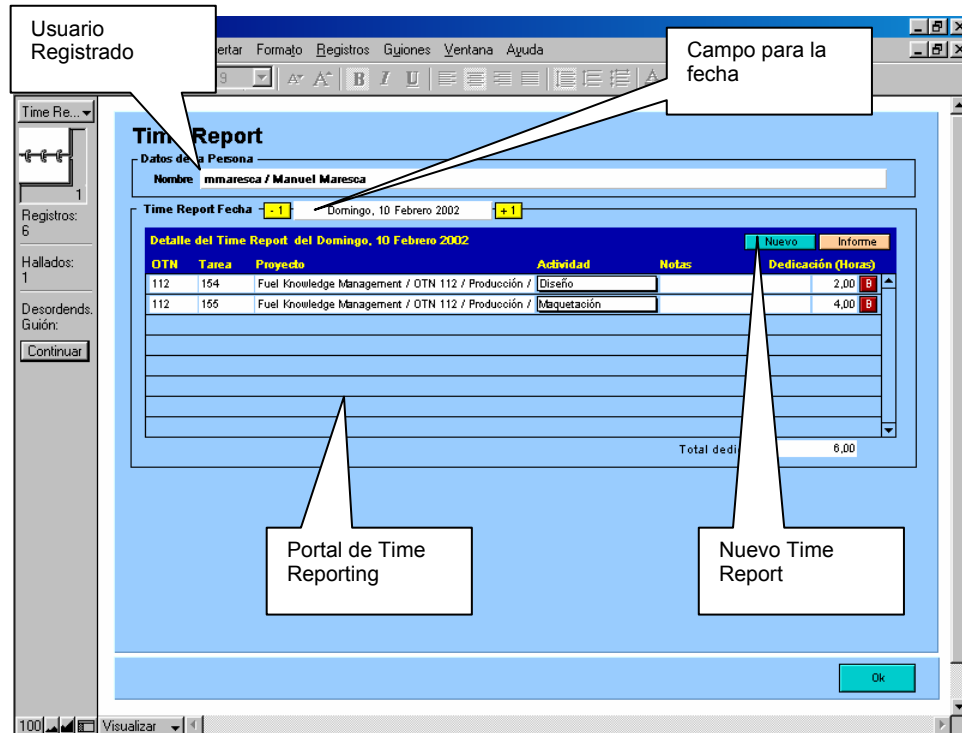 Usuario
Registrado
Campo para la
fecha
ertar Formato Registros Guiones Ventana Ayuda
9 B I U
Time Re...
1
Registros:
6
Hallados:
1
Desordends.
Guión:
Continuar
Time Report
Datos de la Persona
Nombre mmaresca / Manuel Maresca
Time Report Fecha - 1 Domingo, 10 Febrero 2002 + 1
Detalle del Time Report del Domingo, 10 Febrero 2002 Nuevo Informe
OTN Tarea Proyecto Actividad Notas Dedicación (Horas)
112 154 Fuel Knowledge Management / OTN 112 / Producción / Diseño 2,00 B
112 155 Fuel Knowledge Management / OTN 112 / Producción / Maquetación 4,00 B
Total dedi 6,00
Portal de Time
Reporting
Nuevo Time
Report
Ok
100 Visualizar